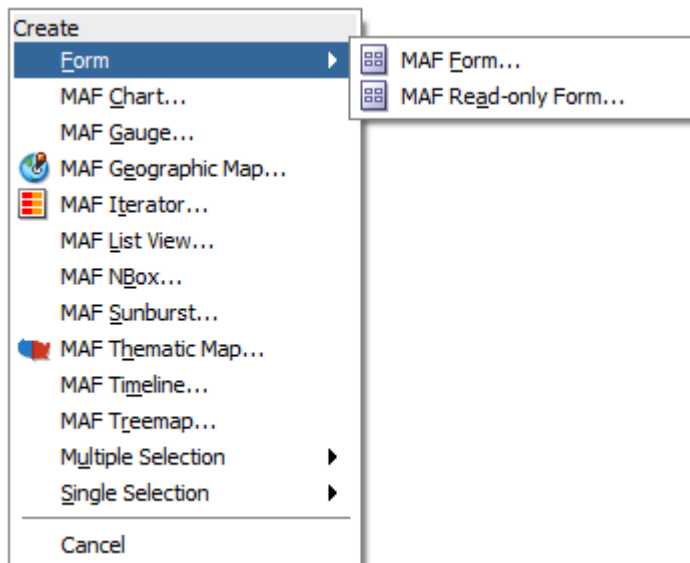 Create
Form
MAF Form...
MAF Read-only Form...
MAF Chart...
MAF Gauge...
MAF Geographic Map...
MAF Iterator...
MAF List View...
MAF NBox...
MAF Sunburst...
MAF Thematic Map...
MAF Timeline...
MAF Treemap...
Multiple Selection
Single Selection
Cancel